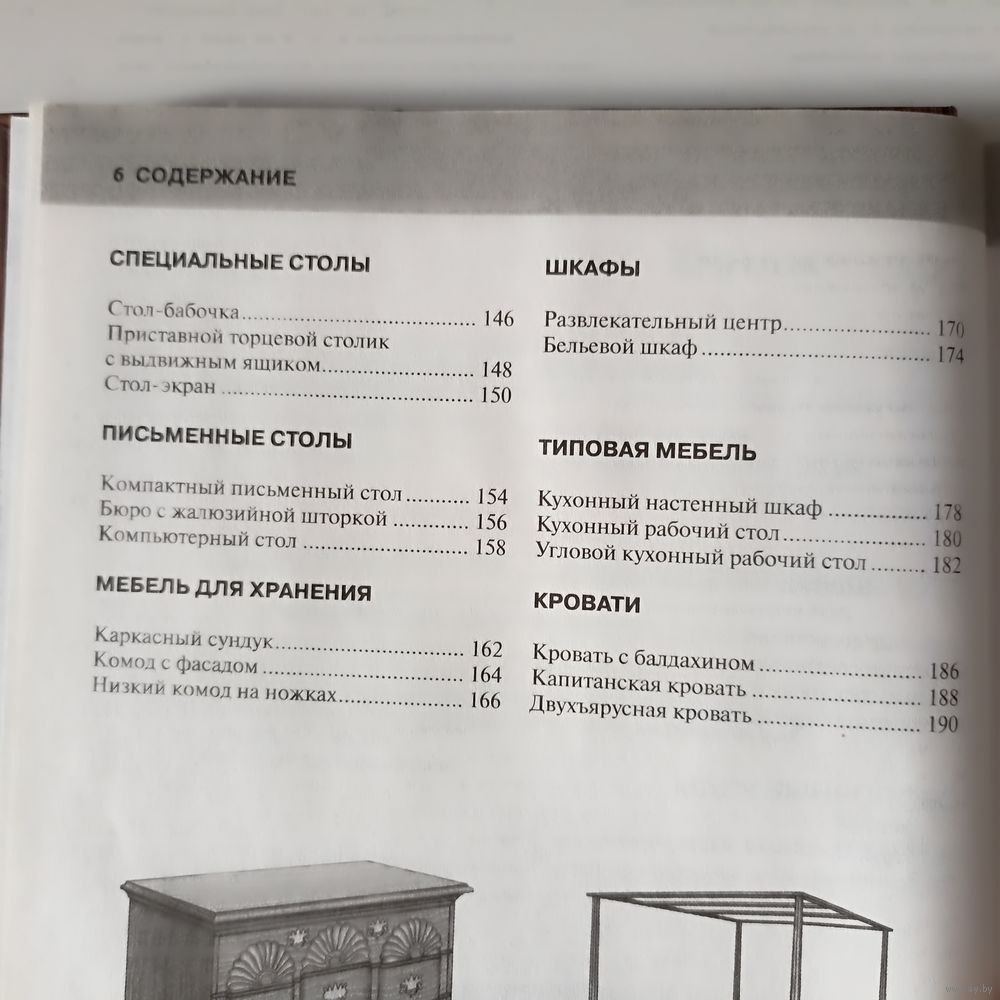 6 СОДЕРЖАНИЕ
СПЕЦИАЛЬНЫЕ СТОЛЫ
Стол-бабочка........................................ 146
Приставной торцевой столик
с выдвижным ящиком.......................... 148
Стол-экран ........................................... 150
ПИСЬМЕННЫЕ СТОЛЫ
Компактный письменный стол........... 154
Бюро с жалюзийной шторкой ............. 156
Компьютерный стол ............................ 158
МЕБЕЛЬ ДЛЯ ХРАНЕНИЯ
Каркасный сундук................................. 162
Комод с фасадом ................................... 164
Низкий комод на ножках...................... 166
ШКАФЫ
Развлекательный центр......................... 170
Бельевой шкаф ....................................... 174
ТИПОВАЯ МЕБЕЛЬ
Кухонный настенный шкаф ................. 178
Кухонный рабочий стол........................ 180
Угловой кухонный рабочий стол ......... 182
КРОВАТИ
Кровать с балдахином ............................ 186
Капитанская кровать ............................. 188
Двухъярусная кровать ............................ 190